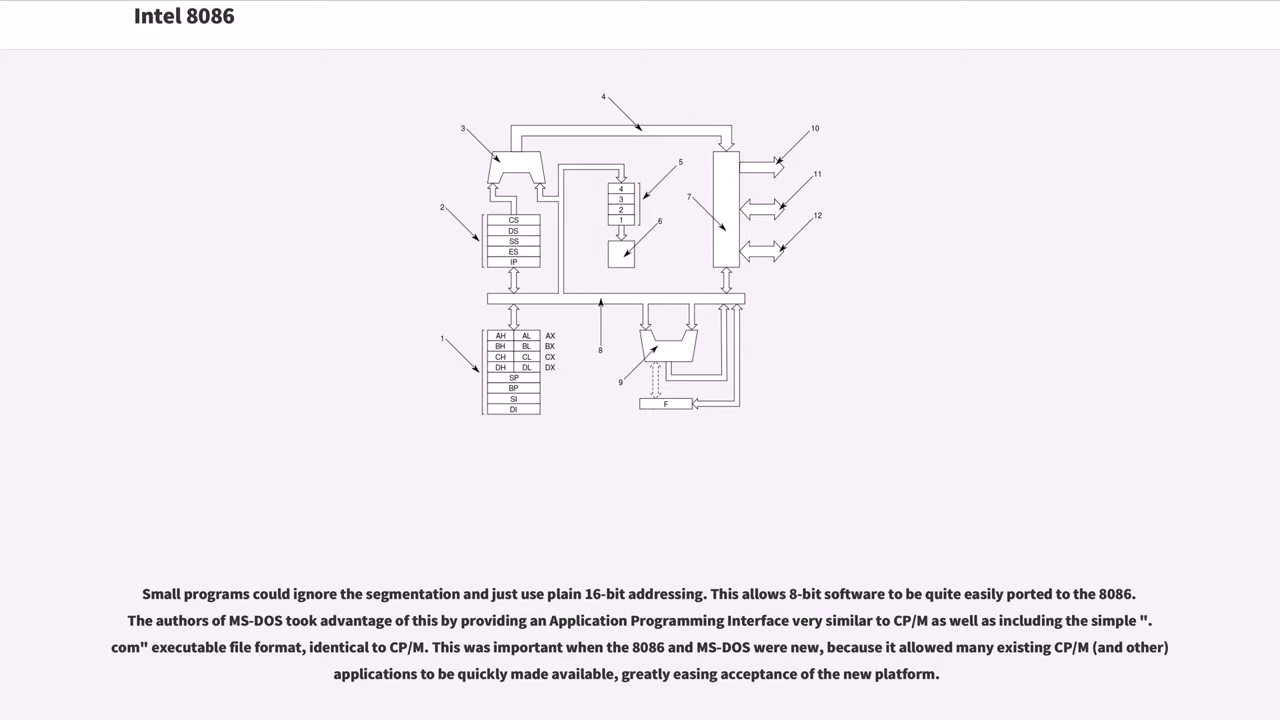 Intel 8086
4
3
10
5
11
4
7
3
2
2
12
1
6
CS
DS
SS
ES
IP
1
AH AL AX
BH BL BX
8
CH CL CX
DH DL DX
9
SP
BP
SI
F
DI
Small programs could ignore the segmentation and just use plain 16-bit addressing. This allows 8-bit software to be quite easily ported to the 8086.
The authors of MS-DOS took advantage of this by providing an Application Programming Interface very similar to CP/M as well as including the simple ".
com" executable file format, identical to CP/M. This was important when the 8086 and MS-DOS were new, because it allowed many existing CP/M (and other)
applications to be quickly made available, greatly easing acceptance of the new platform.